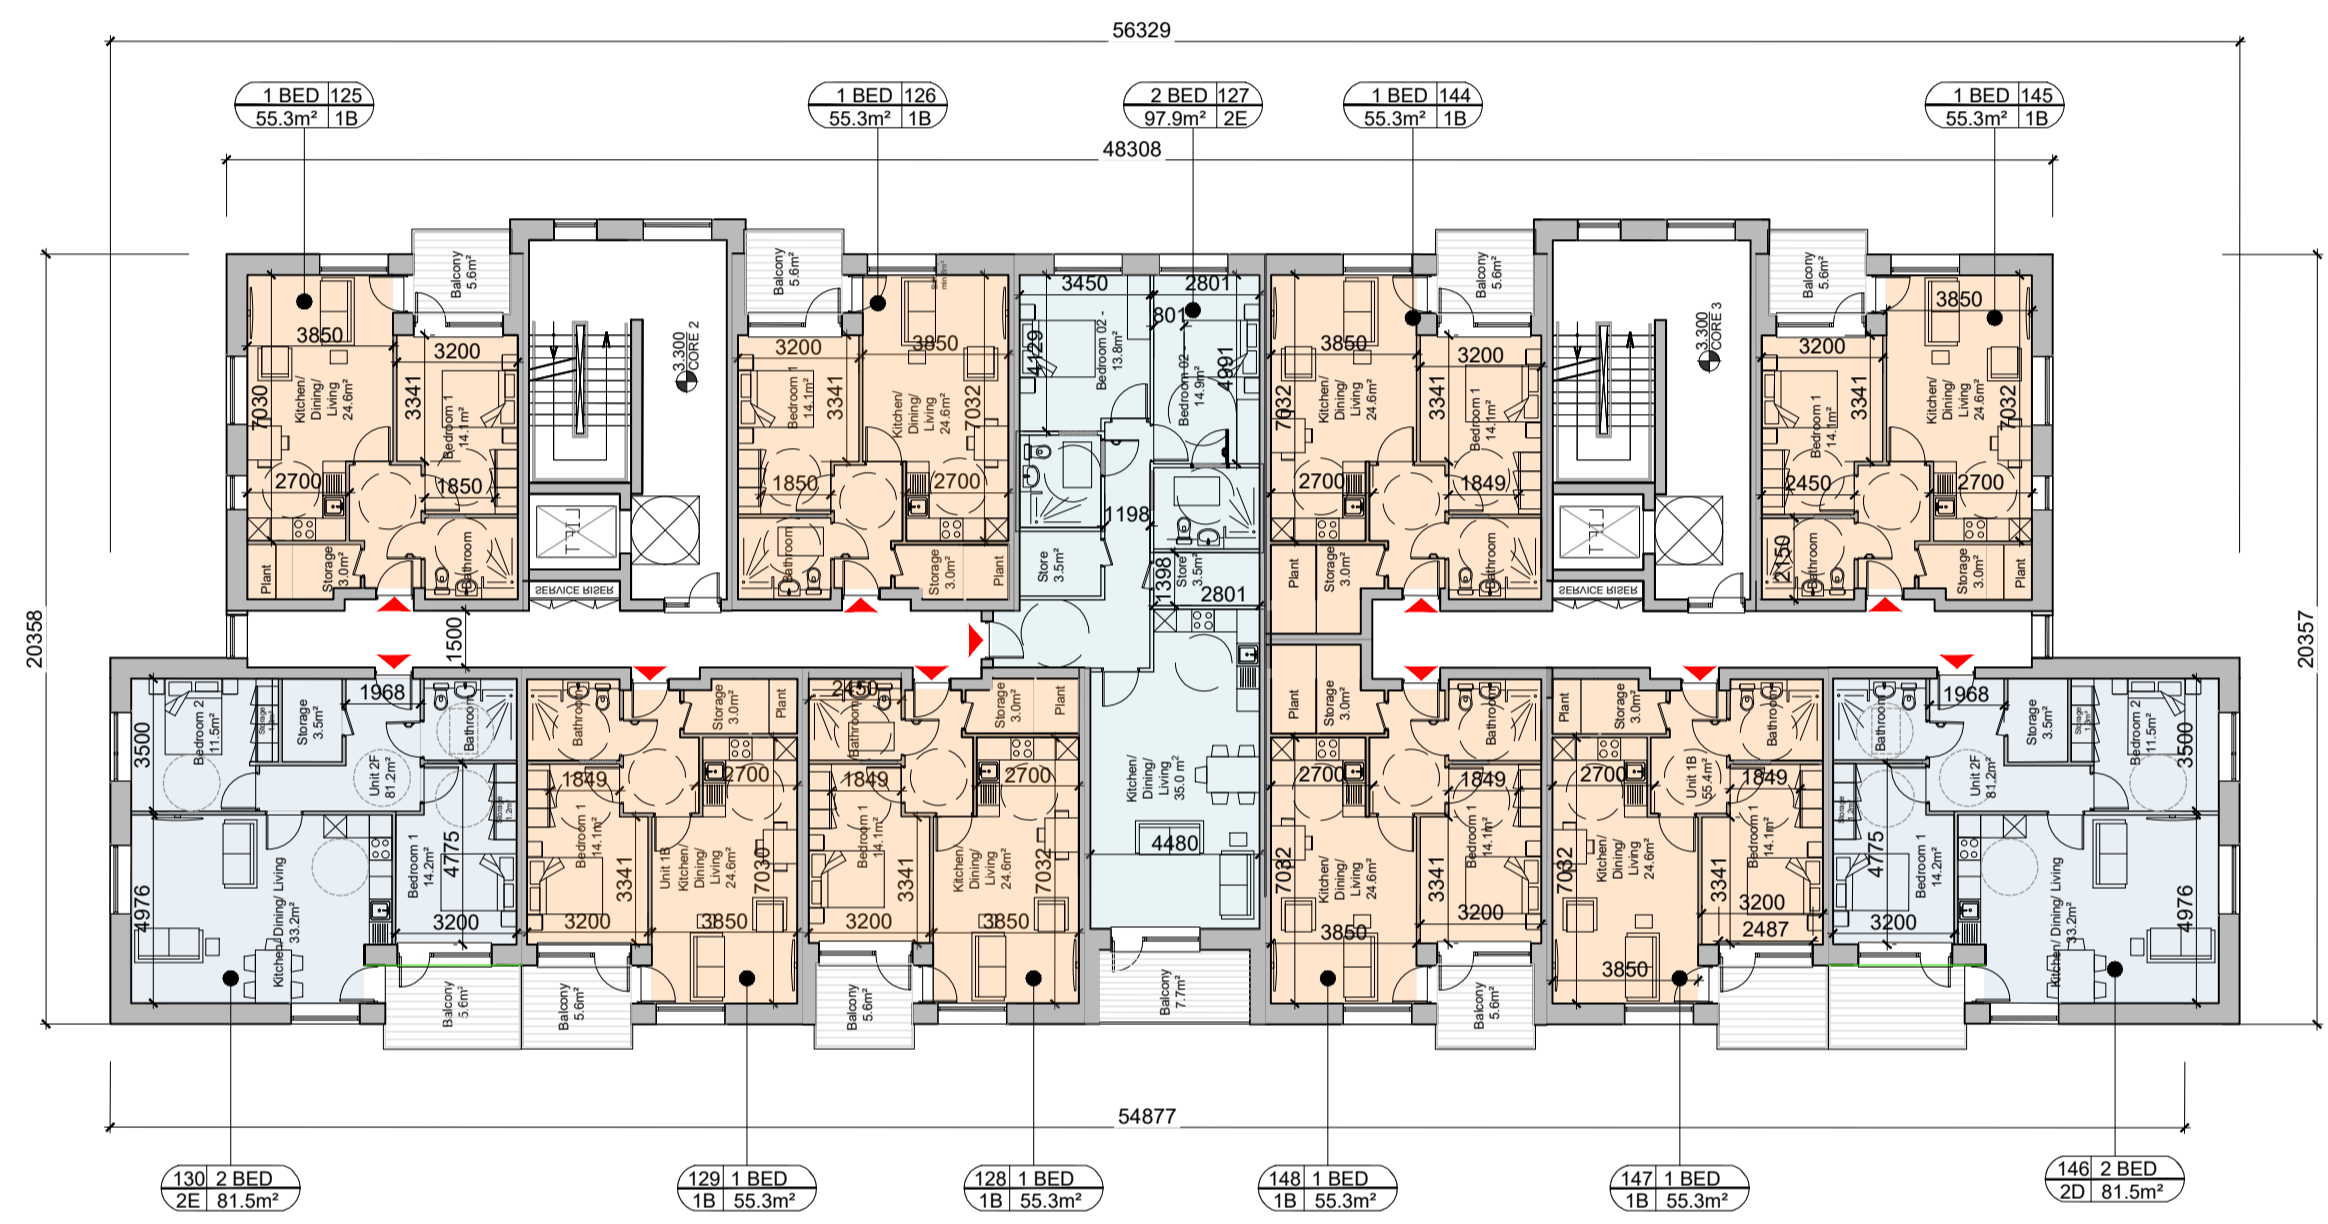 56329
1 BED 125
55.3m² 1B
1 BED 126
55.3m² 1B
2 BED 127
97.9m² 2E
1 BED 144
55.3m² 1B
1 BED 145
55.3m² 1B
48308
20358
20357
Balcony
5.6m²
3850
3200
7030
3341
Kitchen/
Dining/
Living
24.6m²
Bedroom 1
14.1m²
2700
1850
Plant
Storage
3.0m²
Bathroom
3.300
CORE 2
LIFT
SERVICE RISER
Balcony
5.6m²
3200
3850
Bedroom 1
14.1m²
3341
Kitchen/
Dining/
Living
24.6m²
7032
1850
2700
Bathroom
Storage
3.0m²
Plant
3450
2801
801
4129
Bedroom 02 -
13.8m²
Bedroom 02 -
14.9m²
4991
1198
Store
3.5m²
1398
Store
3.5m²
2801
Kitchen/
Dining/
Living
35.0 m²
4480
Balcony
7.7m²
3850
Balcony
5.6m²
3200
7032
Kitchen/
Dining/
Living
24.6m²
3341
Bedroom 1
14.1m²
2700
1849
Plant
Storage
3.0m²
Bathroom
3.300
CORE 3
LIFT
SERVICE RISER
Balcony
5.6m²
3850
3200
Bedroom 1
14.1m²
3341
Kitchen/
Dining/
Living
24.6m²
7032
2450
2700
2150
Bathroom
Storage
3.0m²
Plant
1500
3500
Bedroom 2
11.5m²
Storage
Storage
3.5m²
1968
Bathroom
Unit 2F
81.2m²
4976
Kitchen/ Dining/ Living
33.2m²
Bedroom 1
14.2m²
4775
Storage
1.2m²
3200
Balcony
5.6m²
Bathroom
Storage
3.0m²
Plant
1849
2700
Bedroom 1
14.1m²
3341
Unit 1B
Kitchen/
Dining/
Living
24.6m²
7030
3200
3850
Balcony
5.6m²
2450
Bathroom
Storage
3.0m²
Plant
1849
2700
Bedroom 1
14.1m²
3341
Kitchen/
Dining/
Living
24.6m²
7032
3200
3850
Balcony
5.6m²
Plant
Storage
3.0m²
Bathroom
2700
1849
7032
Kitchen/
Dining/
Living
24.6m²
3341
Bedroom 1
14.1m²
3200
3850
Balcony
5.6m²
Plant
Storage
3.0m²
Bathroom
2700
Unit 1B
55.4m²
1849
7032
Kitchen/
Dining/
Living
24.6m²
3341
Bedroom 1
14.1m²
3200
2487
3850
Bathroom
1968
Storage
3.5m²
Storage
Bedroom 2
11.5m²
3500
Unit 2F
81.2m²
Storage
1.2m²
4775
Bedroom 1
14.2m²
3200
Kitchen/ Dining/ Living
33.2m²
4976
54877
130 2 BED
2E 81.5m²
129 1 BED
1B 55.3m²
128 1 BED
1B 55.3m²
148 1 BED
1B 55.3m²
147 1 BED
1B 55.3m²
146 2 BED
2D 81.5m²